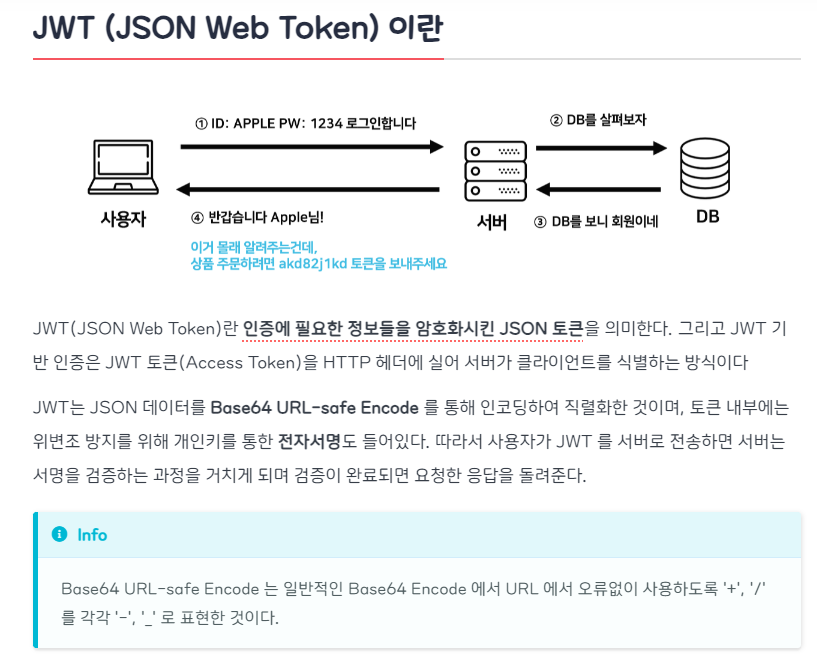 JWT (JSON Web Token) 이란
① ID: APPLE PW: 1234 로그인합니다
② DB를 살펴보자
사용자
④ 반갑습니다 Apple님!
서버
③ DB를 보니 회원이네
DB
이거 몰래 알려주는건데,
상품 주문하려면 akd82j1kd 토큰을 보내주세요
JWT(JSON Web Token)란 인증에 필요한 정보들을 암호화시킨 JSON 토큰을 의미한다. 그리고 JWT 기
반 인증은 JWT 토큰(Access Token)을 HTTP 헤더에 실어 서버가 클라이언트를 식별하는 방식이다
JWT는 JSON 데이터를 Base64 URL-safe Encode 를 통해 인코딩하여 직렬화한 것이며, 토큰 내부에는
위변조 방지를 위해 개인키를 통한 전자서명도 들어있다. 따라서 사용자가 JWT 를 서버로 전송하면 서버는
서명을 검증하는 과정을 거치게 되며 검증이 완료되면 요청한 응답을 돌려준다.
Info
Base64 URL-safe Encode 는 일반적인 Base64 Encode 에서 URL 에서 오류없이 사용하도록 '+', '/'
를 각각 '-', '_' 로 표현한 것이다.